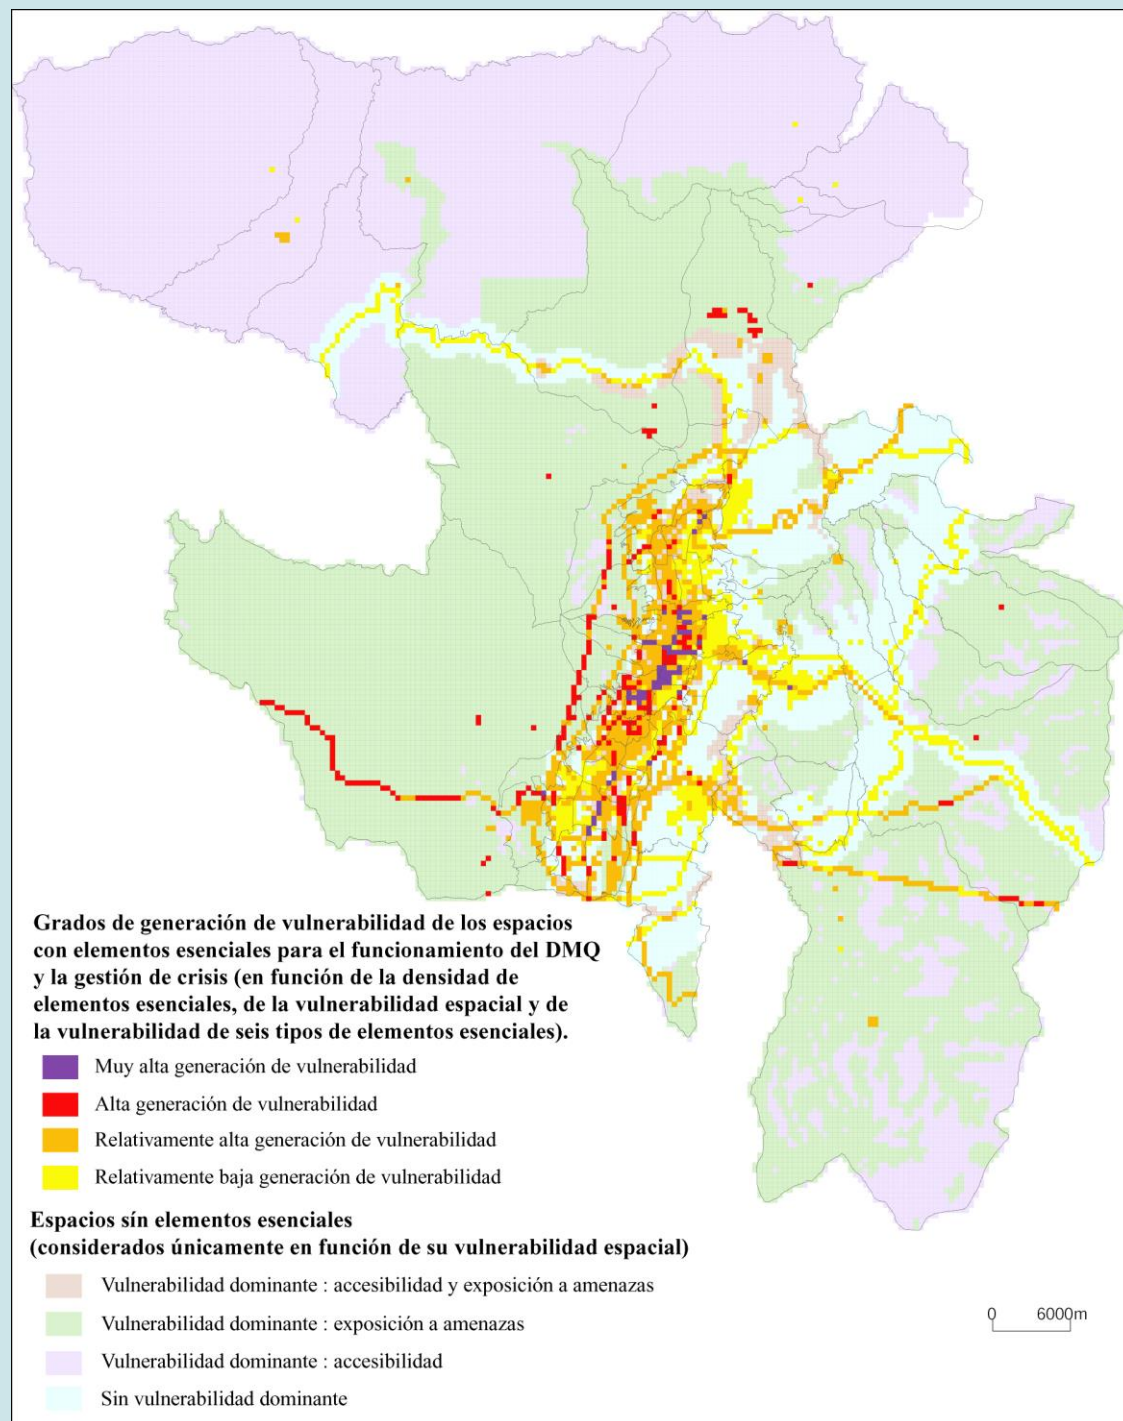 Grados de generación de vulnerabilidad de los espacios
con elementos esenciales para el funcionamiento del DMQ
y la gestión de crisis (en función de la densidad de
elementos esenciales, de la vulnerabilidad espacial y de
la vulnerabilidad de seis tipos de elementos esenciales).
Muy alta generación de vulnerabilidad
Alta generación de vulnerabilidad
Relativamente alta generación de vulnerabilidad
Relativamente baja generación de vulnerabilidad
Espacios sín elementos esenciales
(considerados únicamente en función de su vulnerabilidad espacial)
Vulnerabilidad dominante : accesibilidad y exposición a amenazas
Vulnerabilidad dominante : exposición a amenazas
Vulnerabilidad dominante : accesibilidad
Sin vulnerabilidad dominante
0 6000m